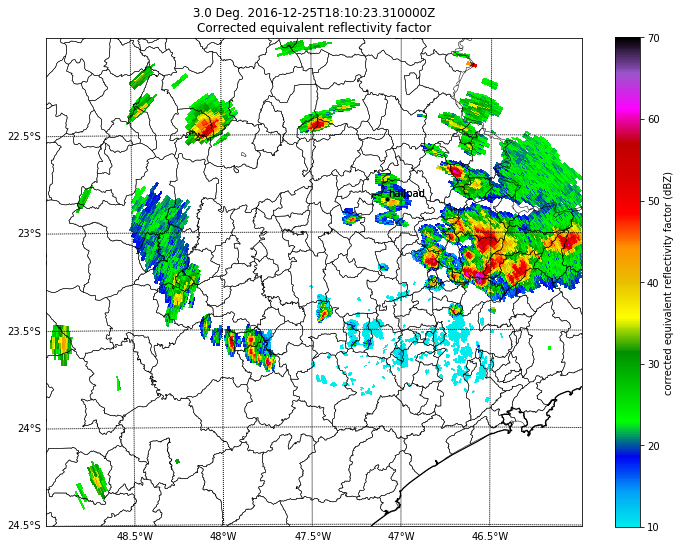 3.0 Deg. 2016-12-25T18:10:23.310000Z
Corrected equivalent reflectivity factor
22.5°S
23°S
23.5°S
24°S
24.5°S
48.5°W
48°W
47.5°W
47°W
46.5°W
70
60
50
40
30
20
10
corrected equivalent reflectivity factor (dBZ)